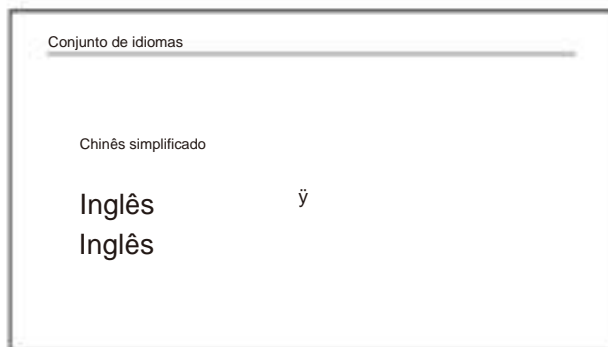 Conjunto de idiomas
Chinês simplificado
Inglês ÿ
Inglês